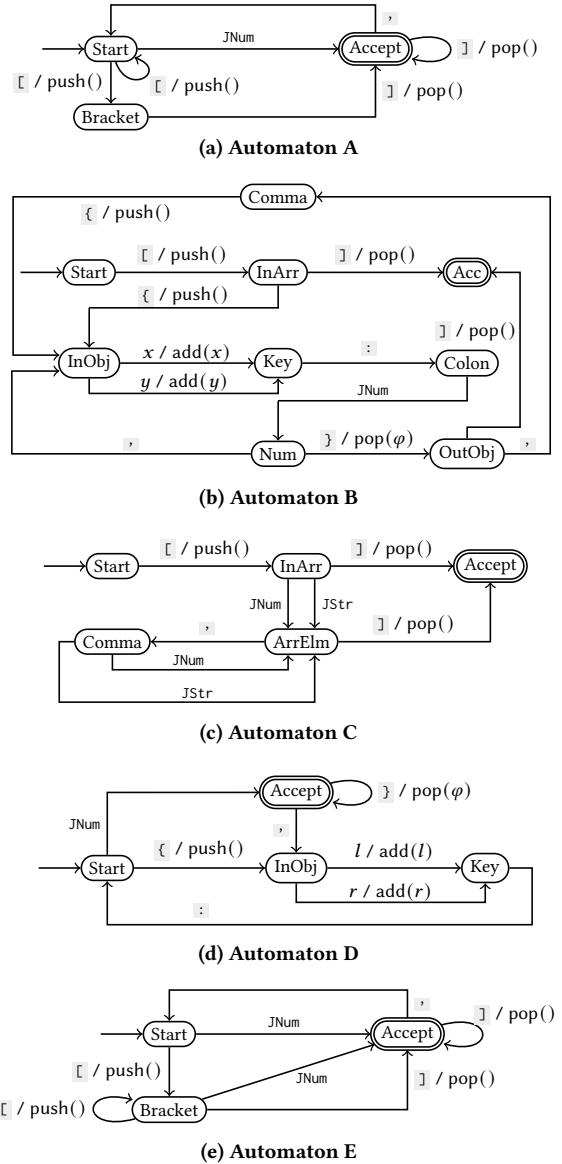 ,
Start
JNum
Accept
] / pop()
[ / push()
[ / push()
] / pop()
Bracket
(a) Automaton A
Comma
{ / push()
Start
[ / push()
InArr
] / pop()
Acc
{ / push()
] / pop()
InObj
x / add(x)
Key
:
Colon
y / add(y)
JNum
,
Num
} / pop(φ)
OutObj
,
(b) Automaton B
Start
[ / push()
InArr
] / pop()
Accept
JNum
JStr
Comma
,
ArrElm
] / pop()
JNum
JStr
(c) Automaton C
Accept
} / pop(φ)
JNum
,
Start
{ / push()
InObj
l / add(l)
Key
r / add(r)
:
(d) Automaton D
,
Start
JNum
Accept
] / pop()
[ / push()
JNum
[ / push()
Bracket
] / pop()
(e) Automaton E